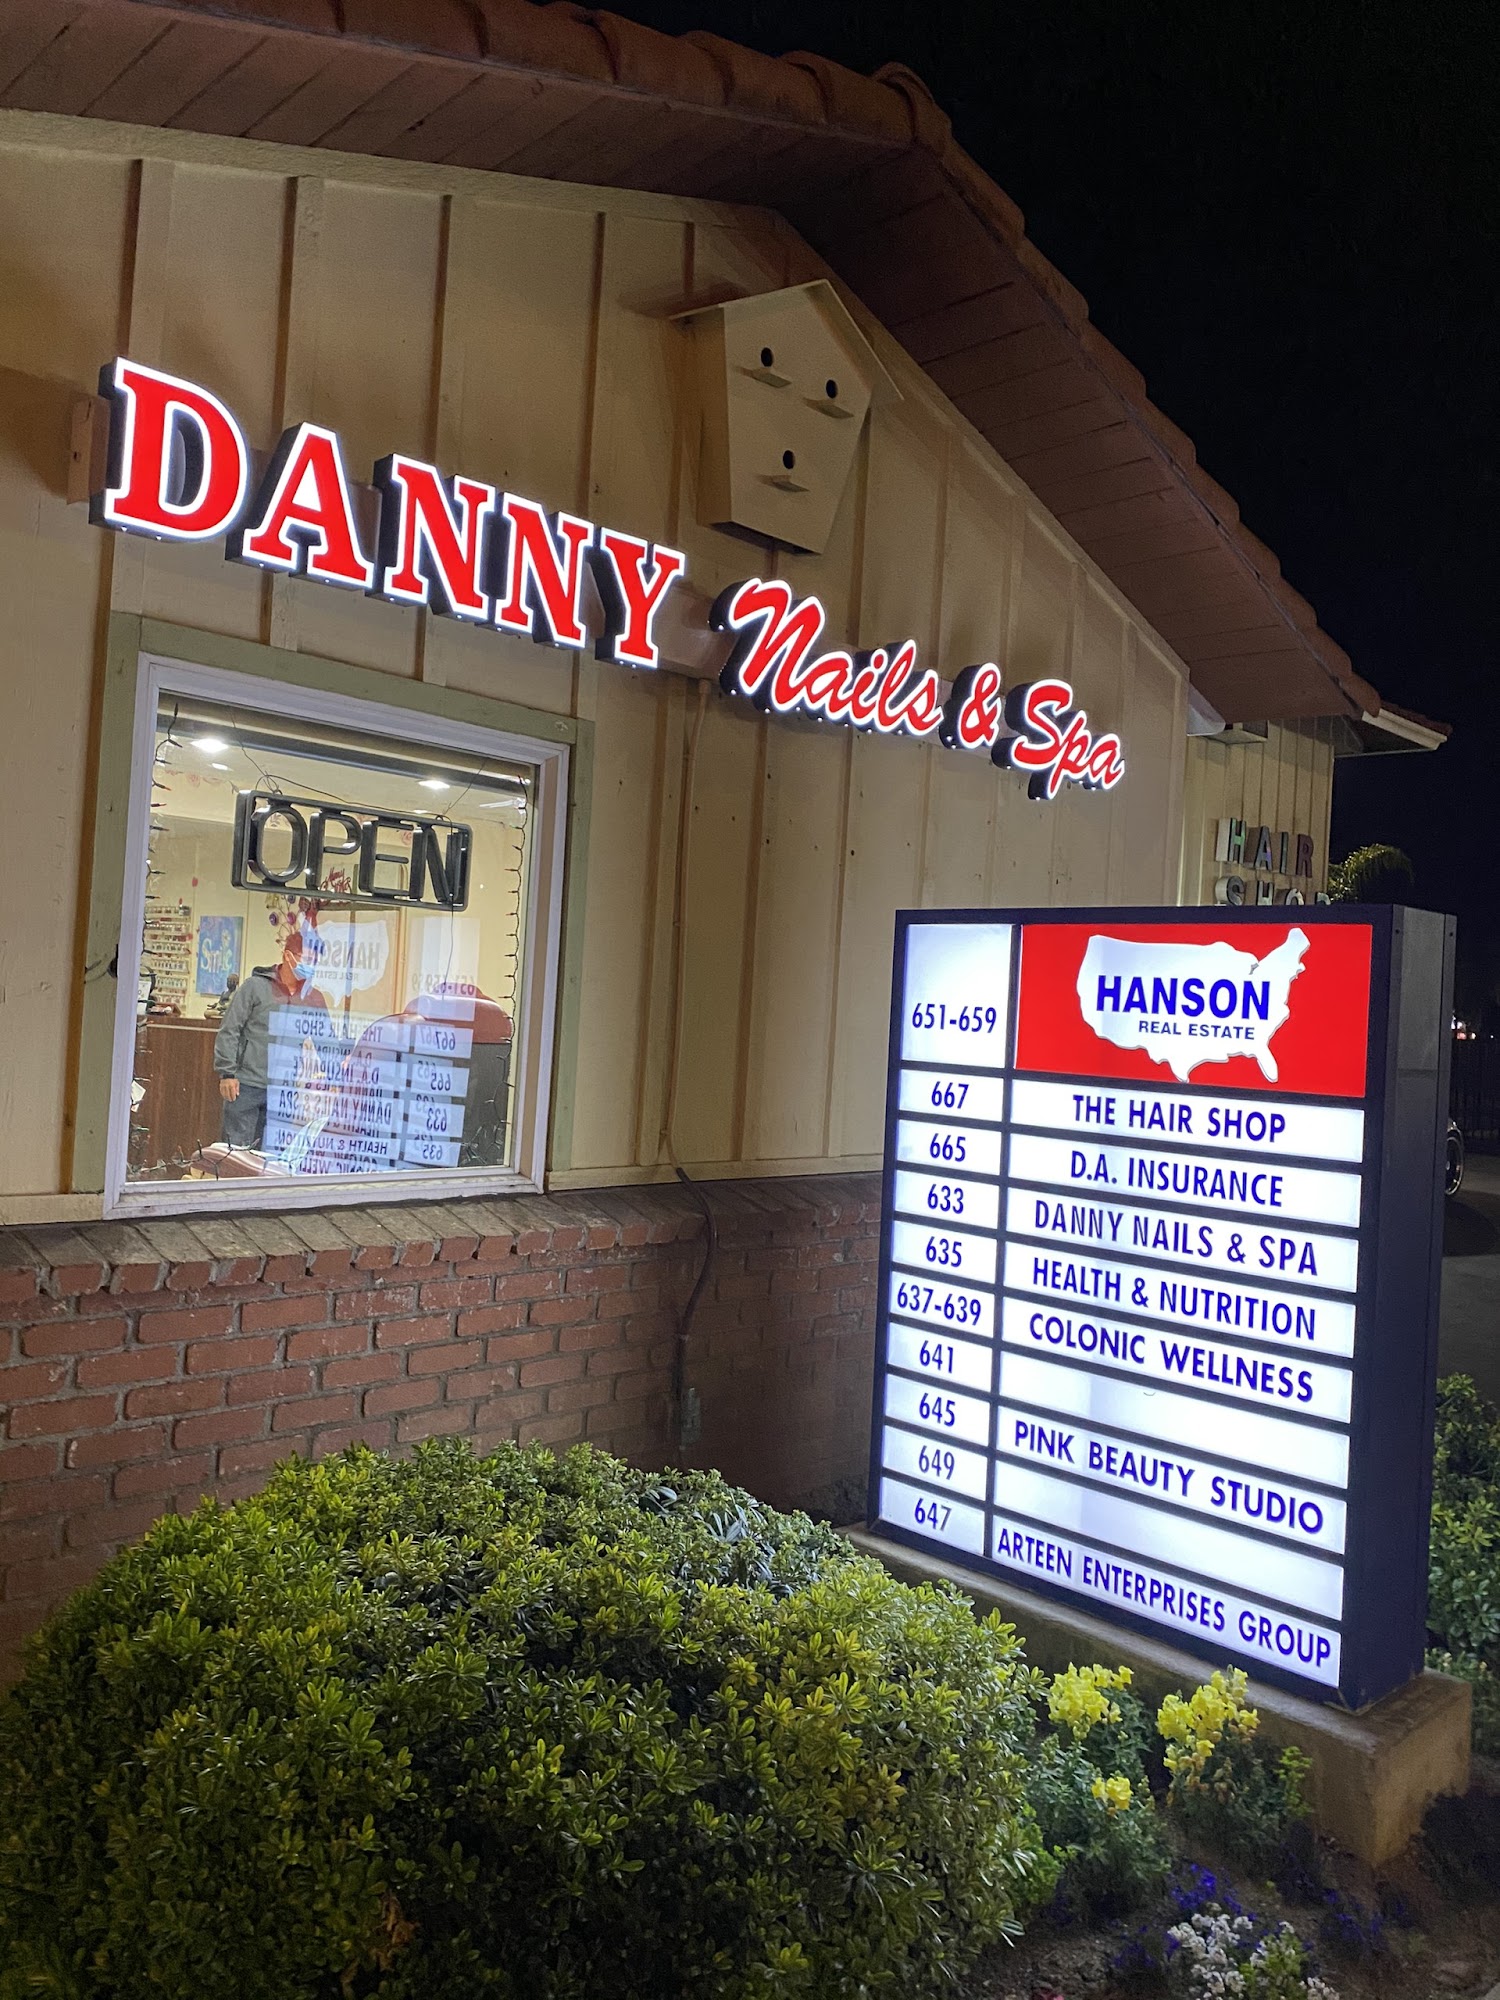 DANNY Nails & Spa
OPEN
HAIR
SHOP
651-659 HANSON
REAL ESTATE
667 THE HAIR SHOP
665 D.A. INSURANCE
633 DANNY NAILS & SPA
635 HEALTH & NUTRITION
637-639 COLONIC WELLNESS
641
645 PINK BEAUTY STUDIO
649
647 ARTEEN ENTERPRISES GROUP